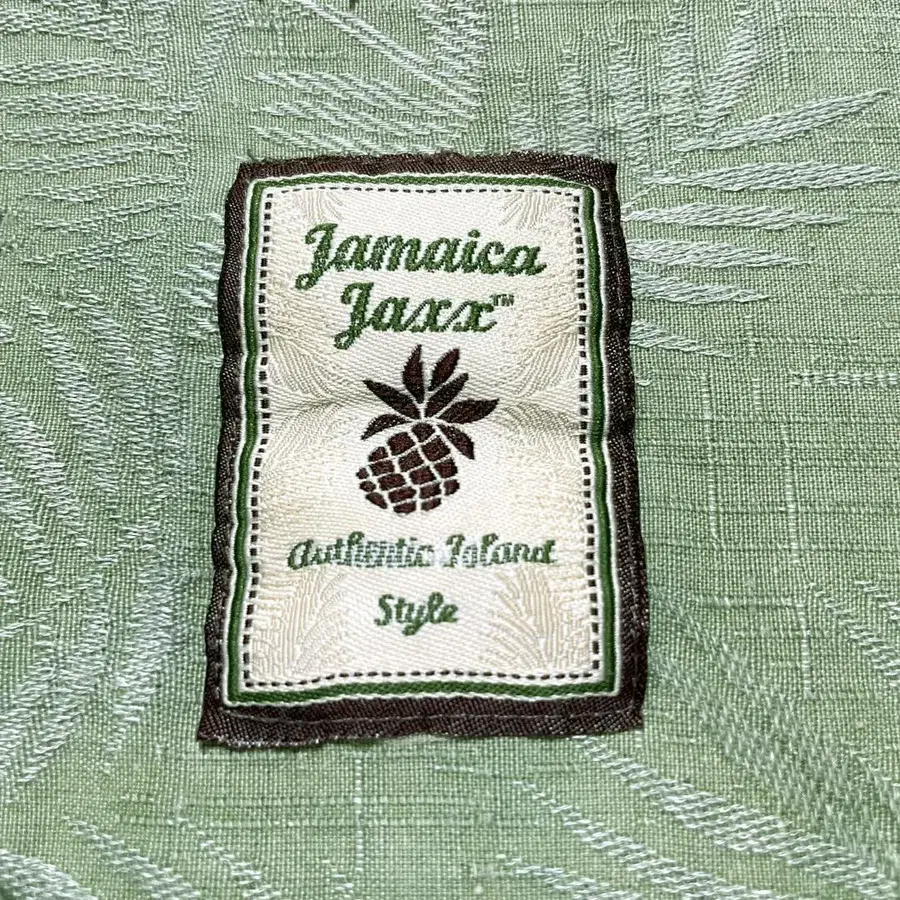 Jamaica
Jaxx™
Authentic Island
Style